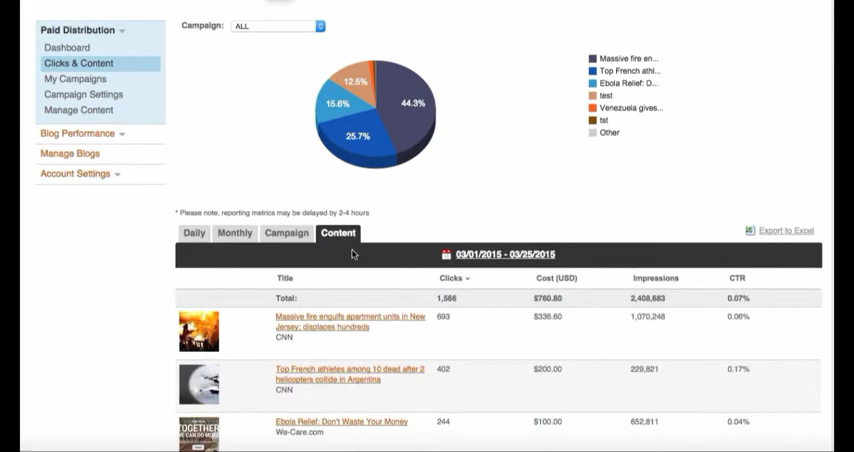 Paid Distribution
Dashboard
Clicks & Content
My Campaigns
Campaign Settings
Manage Content
Blog Performance
Manage Blogs
Account Settings
Campaign: ALL
12.5%
44.3%
15.6%
25.7%
Massive fire en...
Top French athl...
Ebola Relief: D...
test
Venezuela gives...
tst
Other
* Please note, reporting metrics may be delayed by 2-4 hours
Daily Monthly Campaign Content
Export to Excel
03/01/2015 - 03/25/2015
Title Clicks Cost (USD) Impressions CTR
Total: 1,566 $760.80 2,408,683 0.07%
Massive fire engulfs apartment units in New 693 $336.60 1,070,248 0.06%
Jersey; displaces hundreds
CNN
Top French athletes among 10 dead after 2 402 $200.00 229,821 0.17%
helicopters collide in Argentina
CNN
Ebola Relief: Don't Waste Your Money 244 $100.00 652,811 0.04%
We-Care.com
TOGETHER
WE CAN DO MO